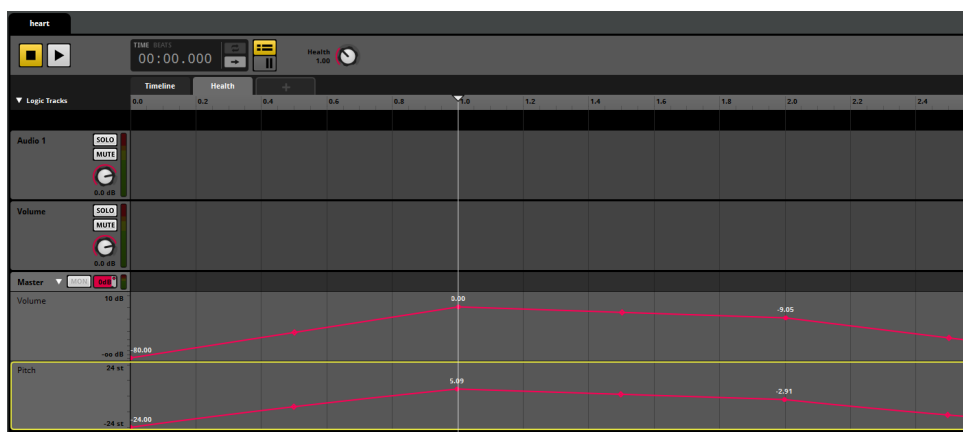 heart
TIME BEATS
00:00.000
Health
1.00
Timeline Health +
Logic Tracks
0.0 0.2 0.4 0.6 0.8 1.0 1.2 1.4 1.6 1.8 2.0 2.2 2.4
Audio 1 SOLO
MUTE
0.0 dB
Volume SOLO
MUTE
0.0 dB
Master MON 0dB
Volume 10 dB 0.00 -9.05
-oo dB -80.00
Pitch 24 st 5.09 -2.91
-24 st -24.00